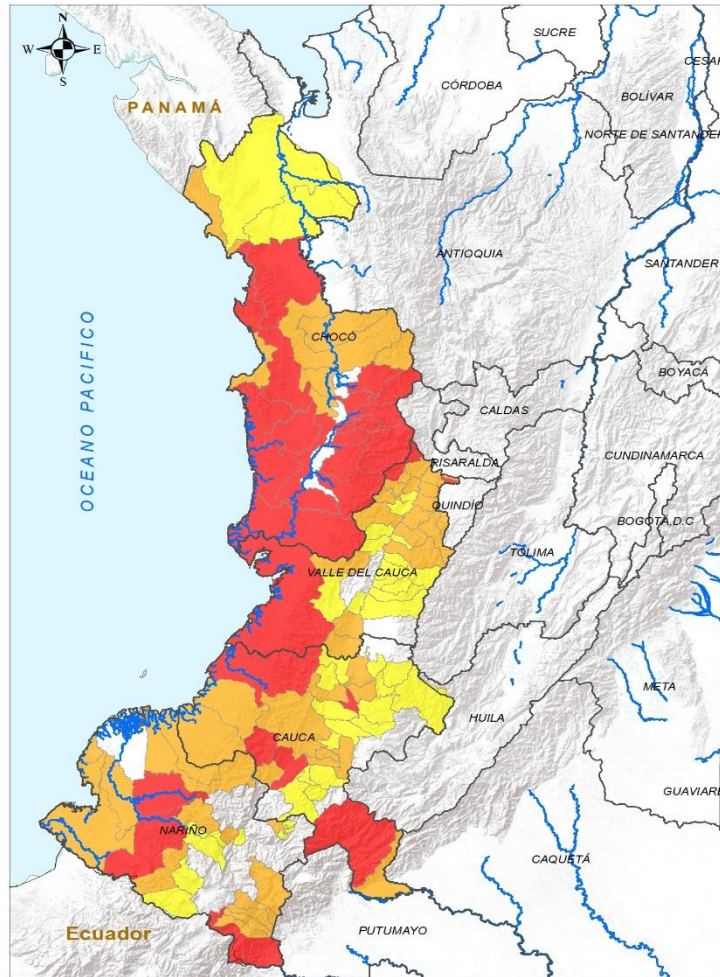 N
W E
S
SUCRE
CESAR
CÓRDOBA
BOLÍVAR
PANAMÁ
NORTE DE SANTANDER
ANTIOQUIA
SANTANDER
OCEANO PACIFICO
CHOCÓ
BOYACÁ
CALDAS
CUNDINAMARCA
RISARALDA
QUINDÍO
BOGOTÁ, D.C
TOLIMA
VALLE DEL CAUCA
META
HUILA
CAUCA
GUAVIARE
NARIÑO
CAQUETÁ
Ecuador
PUTUMAYO